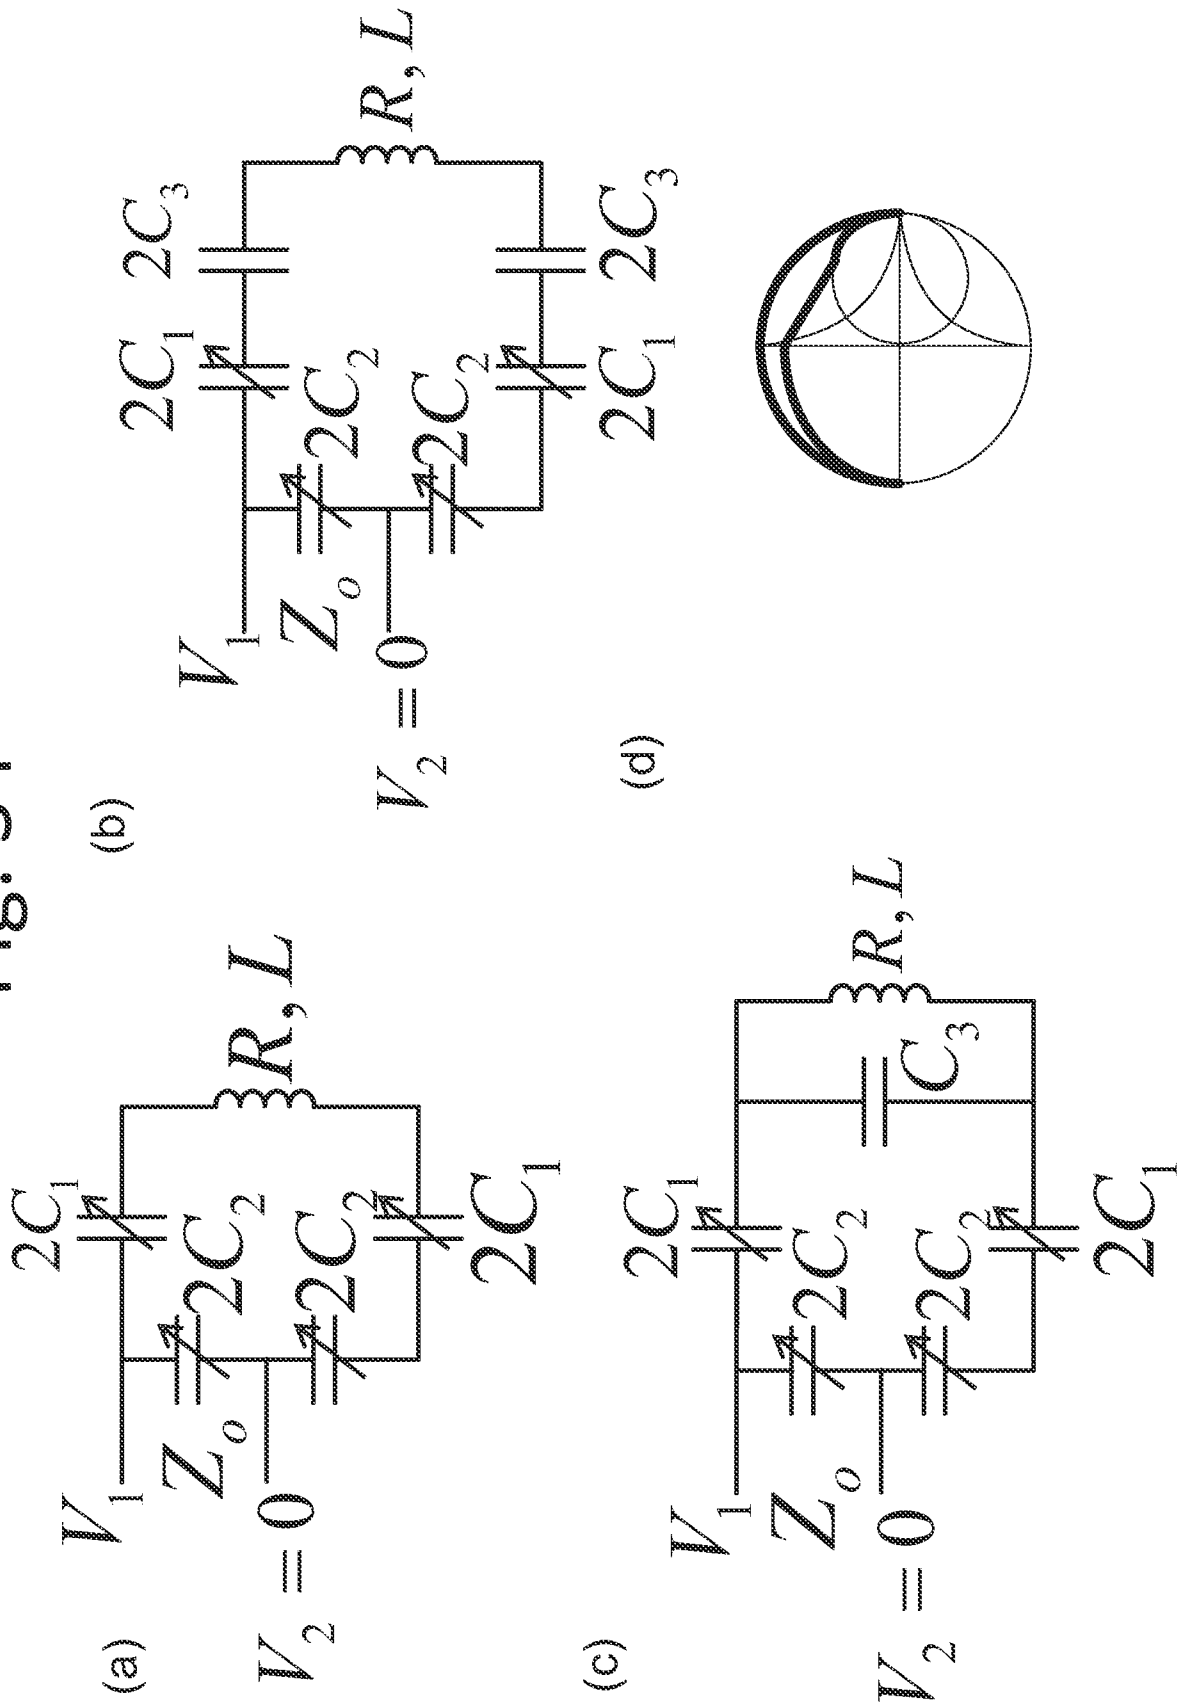 (a)
2C₁
V₁
2C₂
Zₒ
R, L
2C₂
V₂ = 0
2C₁
(b)
2C₁
2C₃
V₁
2C₂
Zₒ
R, L
2C₂
V₂ = 0
2C₁
2C₃
(c)
2C₁
V₁
2C₂
Zₒ
C₃
R, L
2C₂
V₂ = 0
2C₁
(d)